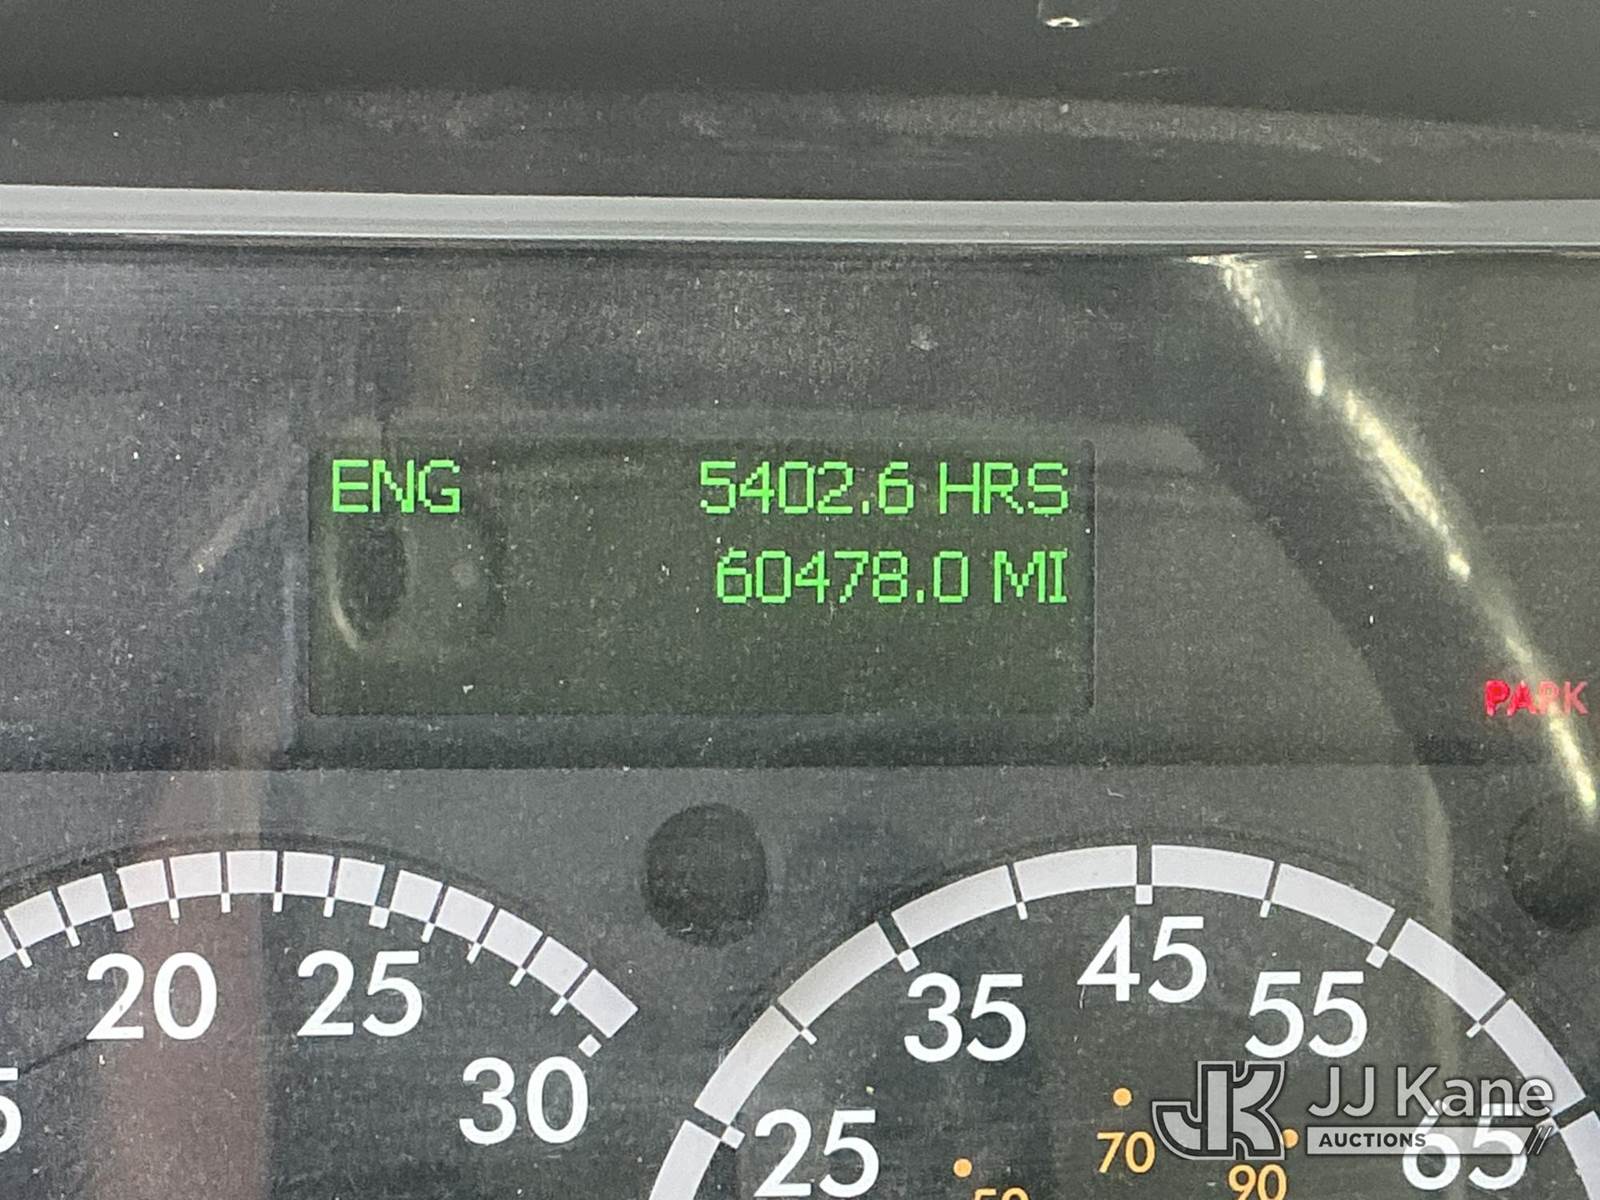 ENG 5402.6 HRS
60478.0 MI
PARK
20 25 30
25 35 45 55 65
70 90
JJ Kane
AUCTIONS